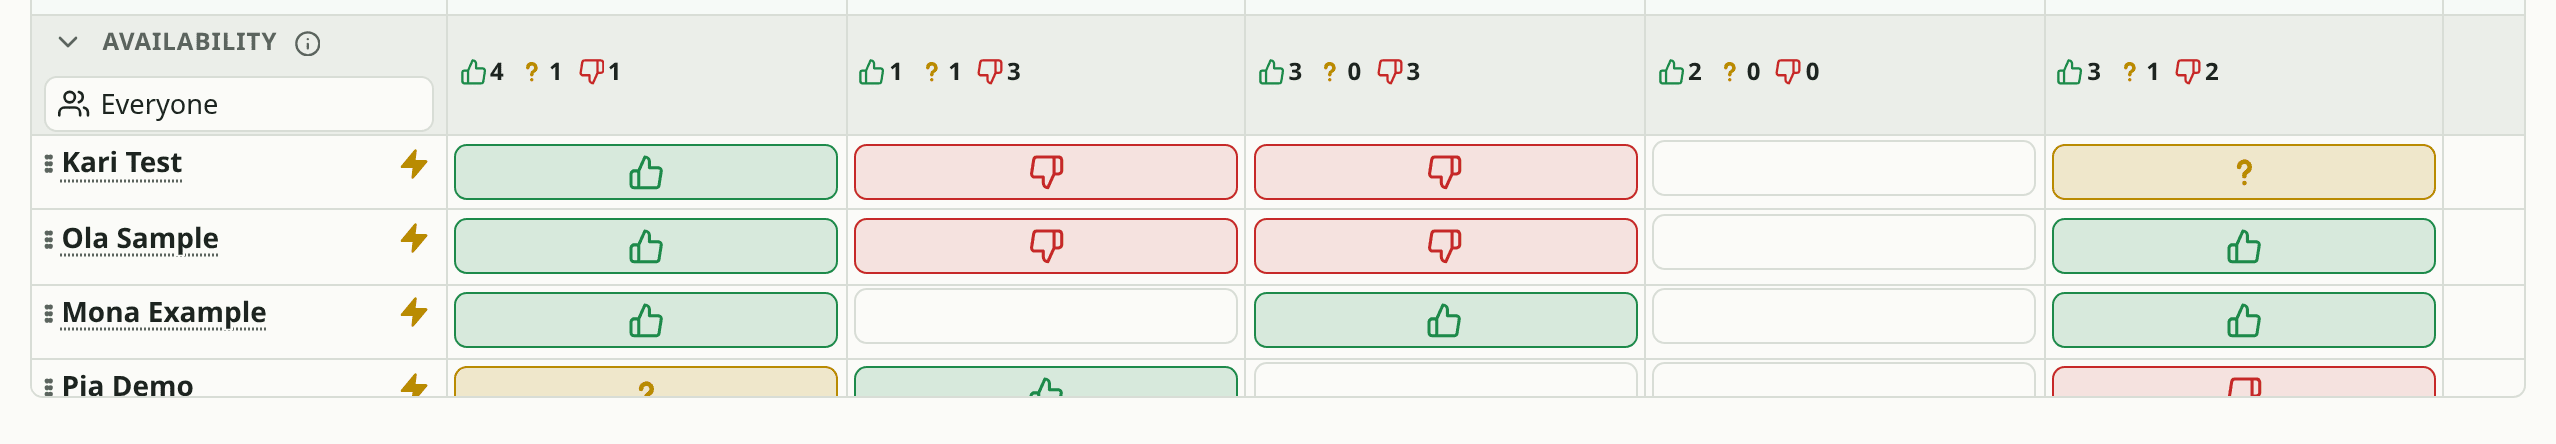 AVAILABILITY
Everyone
4 ? 1 1
1 ? 1 3
3 ? 0 3
2 ? 0 0
3 ? 1 2
Kari Test
?
Ola Sample
Mona Example
Pia Demo
?